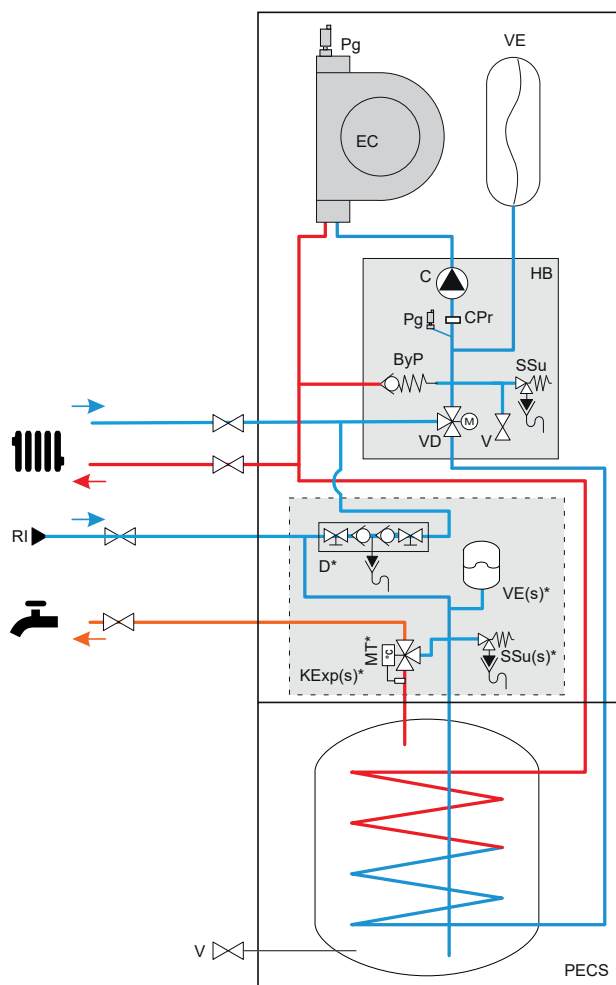 Pg
VE
EC
HB
C
Pg
CPr
ByP
SSu
M
VD
V
RI
D*
VE(s)*
MT*
°C
SSu(s)*
KExp(s)*
V
PECS